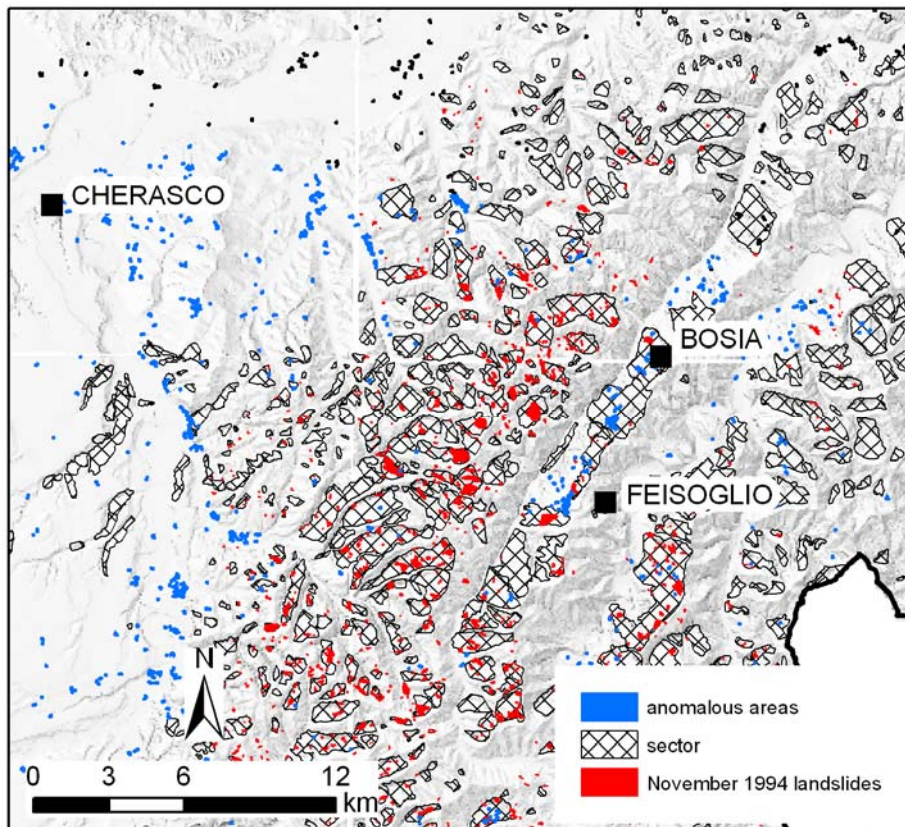 CHERASCO
BOSIA
FEISOGLIO
N
0 3 6 12
km
anomalous areas
sector
November 1994 landslides